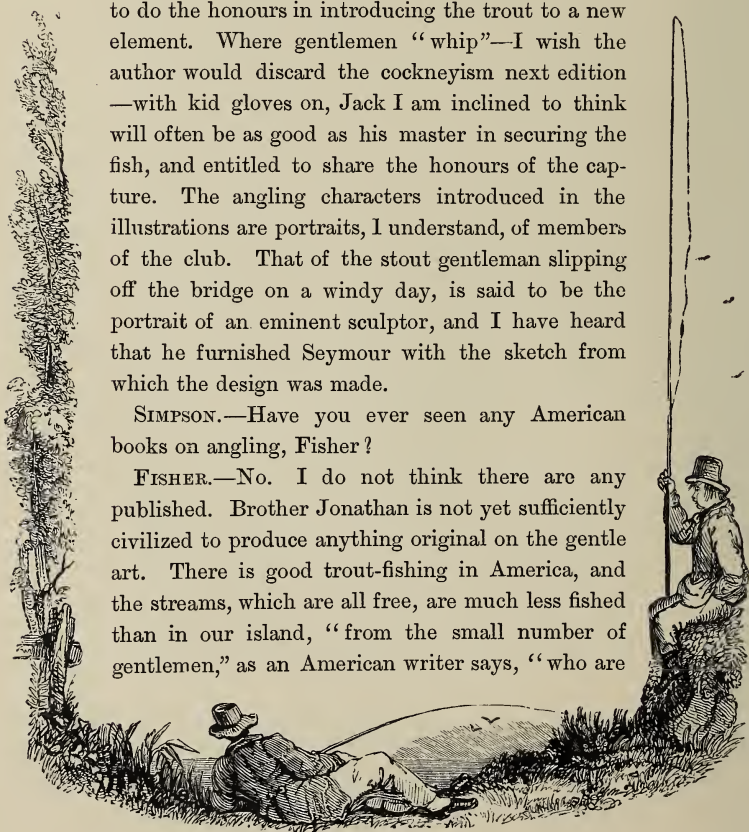 to do the honours in introducing the trout to a new
element. Where gentlemen “whip”—I wish the
author would discard the cockneyism next edition
—with kid gloves on, Jack I am inclined to think
will often be as good as his master in securing the
fish, and entitled to share the honours of the cap-
ture. The angling characters introduced in the
illustrations are portraits, I understand, of members
of the club. That of the stout gentleman slipping
off the bridge on a windy day, is said to be the
portrait of an eminent sculptor, and I have heard
that he furnished Seymour with the sketch from
which the design was made.
SIMPSON.—Have you ever seen any American
books on angling, Fisher?
FISHER.—No. I do not think there are any
published. Brother Jonathan is not yet sufficiently
civilized to produce anything original on the gentle
art. There is good trout-fishing in America, and
the streams, which are all free, are much less fished
than in our island, “from the small number of
gentlemen,” as an American writer says, “who are